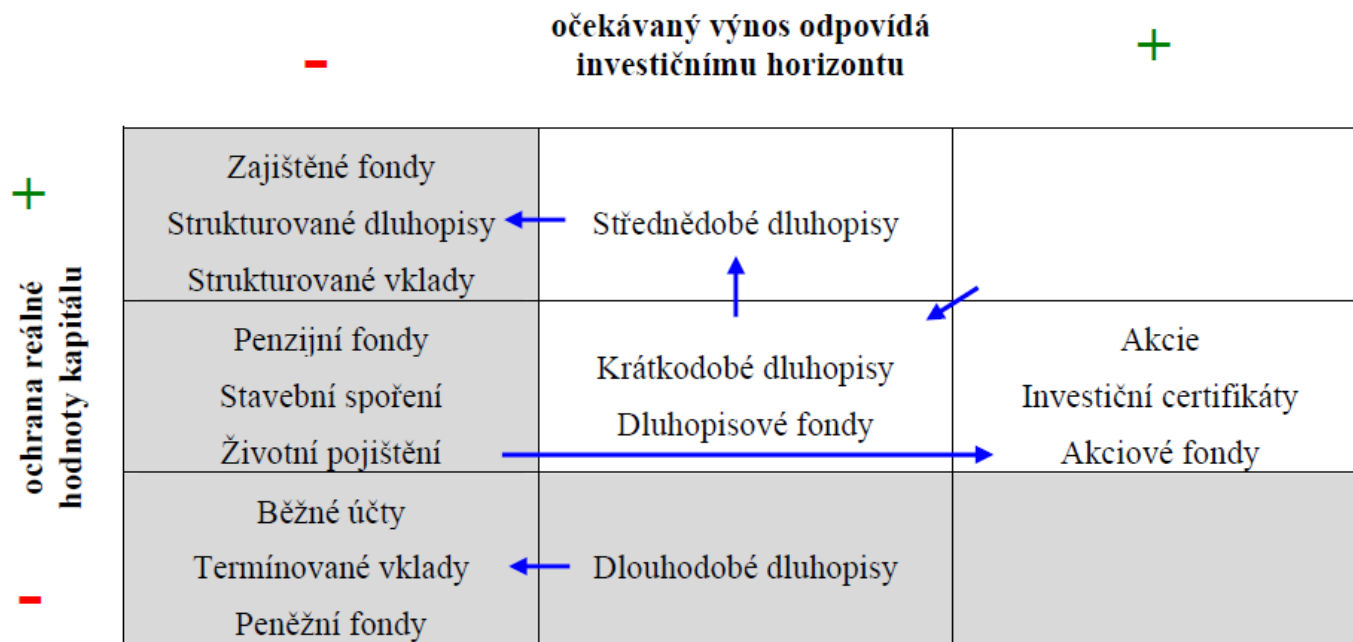 očekávaný výnos odpovídá
investičnímu horizontu
-
+
+
ochrana reálné
hodnoty kapitálu
-
Zajištěné fondy
Strukturované dluhopisy
Strukturované vklady
Střednědobé dluhopisy
Penzijní fondy
Stavební spoření
Životní pojištění
Krátkodobé dluhopisy
Dluhopisové fondy
Akcie
Investiční certifikáty
Akciové fondy
Běžné účty
Termínované vklady
Peněžní fondy
Dlouhodobé dluhopisy